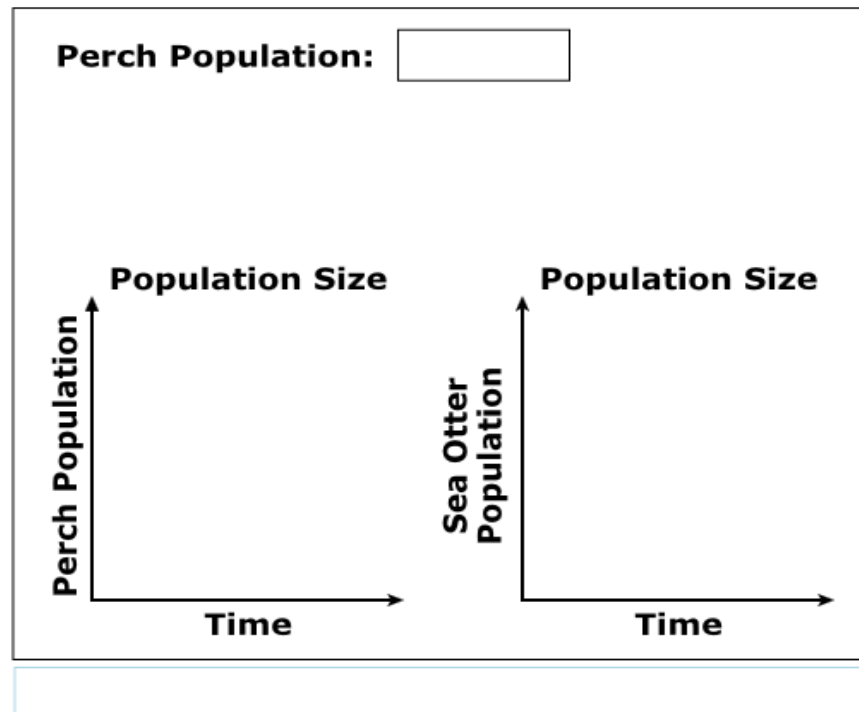 Perch Population:
Population Size
Perch Population
Time
Population Size
Sea Otter
Population
Time